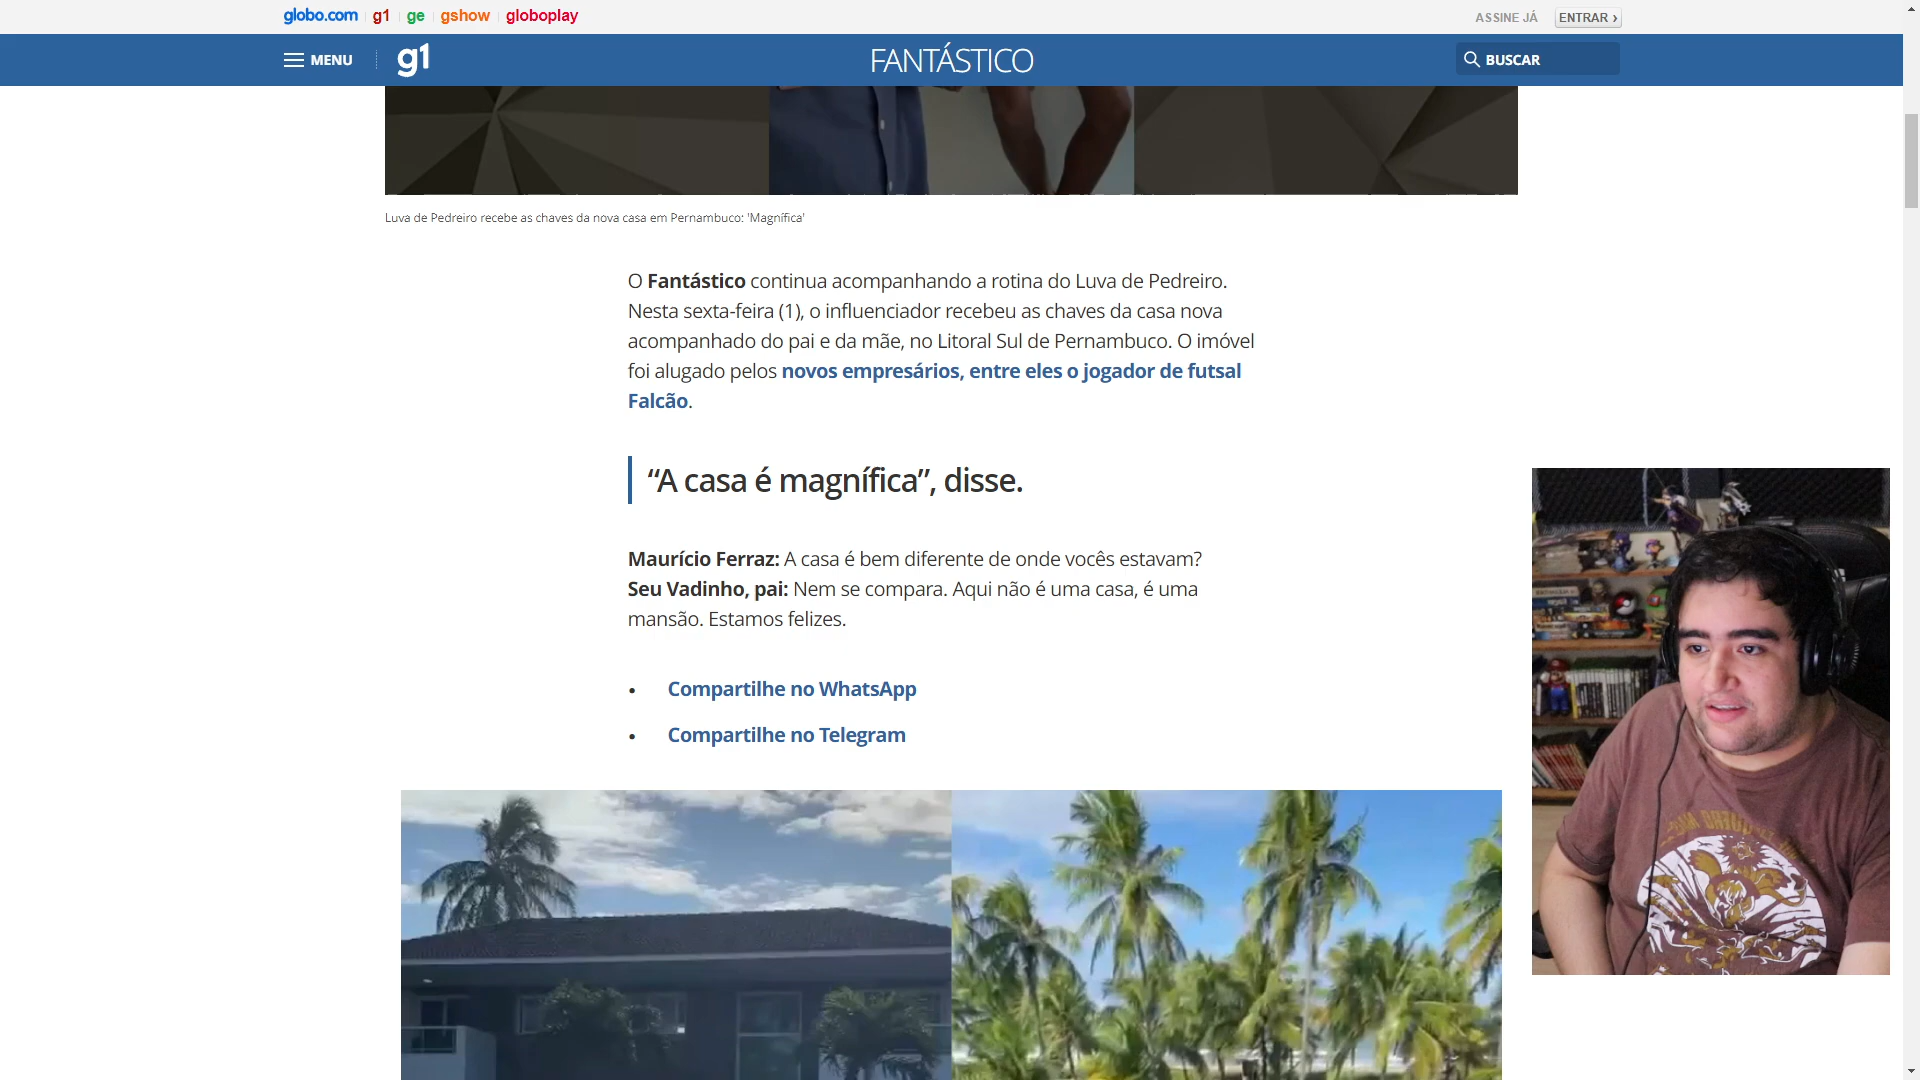 globo.com g1 ge gshow globoplay
ASSINE JÁ ENTRAR ›
MENU g1 FANTÁSTICO BUSCAR
Luva de Pedreiro recebe as chaves da nova casa em Pernambuco: 'Magnífica'
O Fantástico continua acompanhando a rotina do Luva de Pedreiro.
Nesta sexta-feira (1), o influenciador recebeu as chaves da casa nova
acompanhado do pai e da mãe, no Litoral Sul de Pernambuco. O imóvel
foi alugado pelos novos empresários, entre eles o jogador de futsal
Falcão.
“A casa é magnífica”, disse.
Maurício Ferraz: A casa é bem diferente de onde vocês estavam?
Seu Vadinho, pai: Nem se compara. Aqui não é uma casa, é uma
mansão. Estamos felizes.
• Compartilhe no WhatsApp
• Compartilhe no Telegram